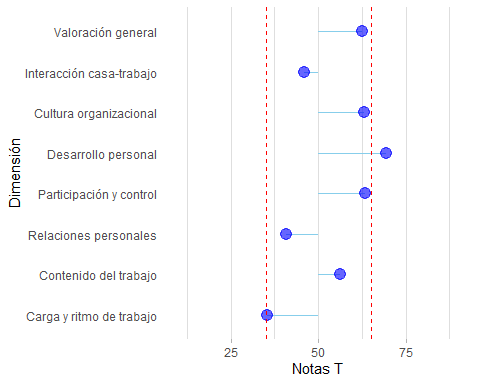 Valoración general
Interacción casa-trabajo
Cultura organizacional
Desarrollo personal
Participación y control
Relaciones personales
Contenido del trabajo
Carga y ritmo de trabajo
Dimensión
25 50 75
Notas T